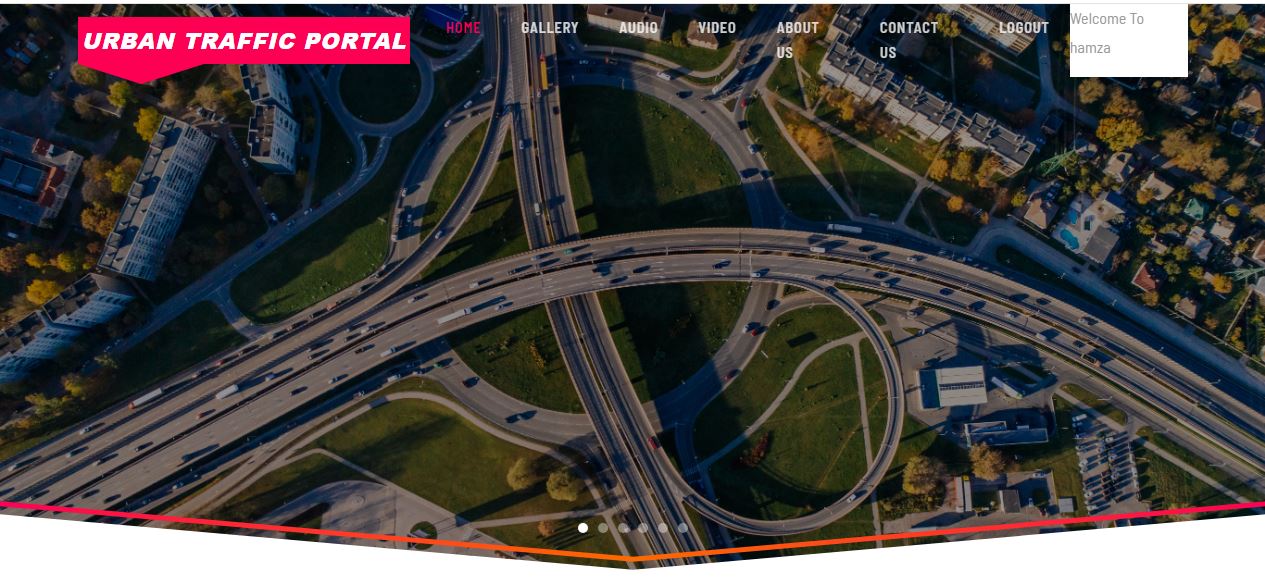 URBAN TRAFFIC PORTAL
HOME
GALLERY
AUDIO
VIDEO
ABOUT
US
CONTACT
US
LOGOUT
Welcome To
hamza